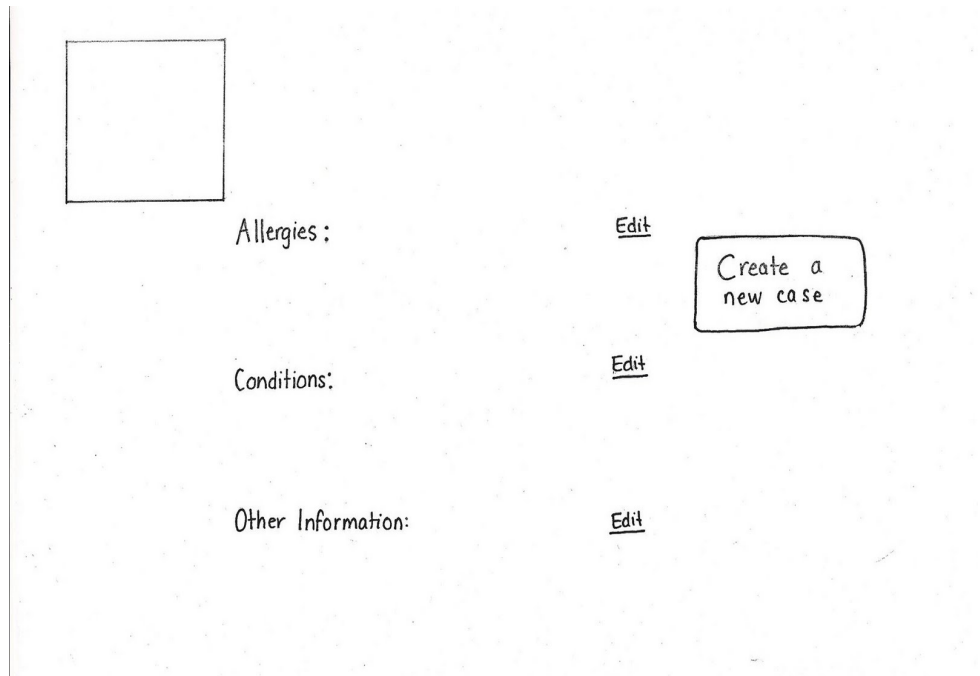 Allergies:
Edit
Create a
new case
Conditions:
Edit
Other Information:
Edit